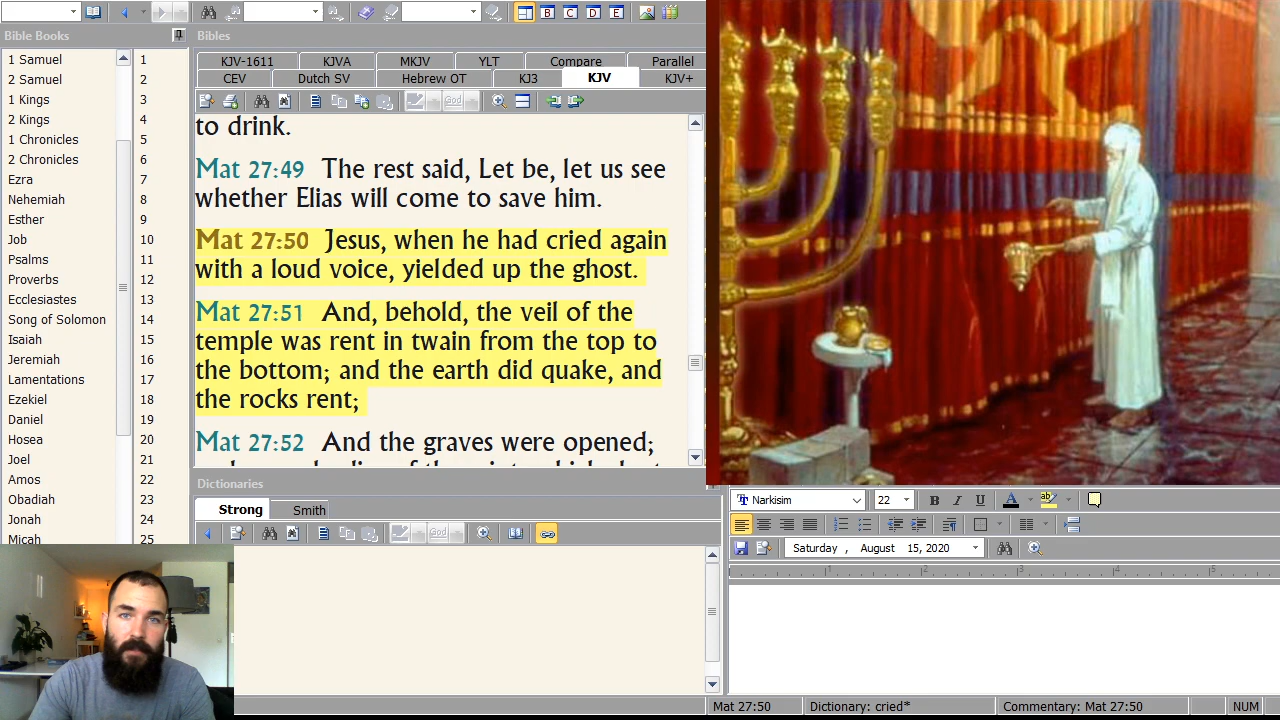 Bible Books
Bibles
KJV-1611 KJVA MKJV YLT Compare Parallel
CEV Dutch SV Hebrew OT KJ3 KJV KJV+
1 Samuel
2 Samuel
1 Kings
2 Kings
1 Chronicles
2 Chronicles
Ezra
Nehemiah
Esther
Job
Psalms
Proverbs
Ecclesiastes
Song of Solomon
Isaiah
Jeremiah
Lamentations
Ezekiel
Daniel
Hosea
Joel
Amos
Obadiah
Jonah
Micah
1
2
3
4
5
6
7
8
9
10
11
12
13
14
15
16
17
18
19
20
21
22
23
24
25
B C D E
God
to drink.
Mat 27:49 The rest said, Let be, let us see
whether Elias will come to save him.
Mat 27:50 Jesus, when he had cried again
with a loud voice, yielded up the ghost.
Mat 27:51 And, behold, the veil of the
temple was rent in twain from the top to
the bottom; and the earth did quake, and
the rocks rent;
Mat 27:52 And the graves were opened;
Dictionaries
Strong Smith
God
Narkisim 22 B I U A ab
Saturday , August 15, 2020
1 2 3 4 5
Mat 27:50 Dictionary: cried* Commentary: Mat 27:50 NUM